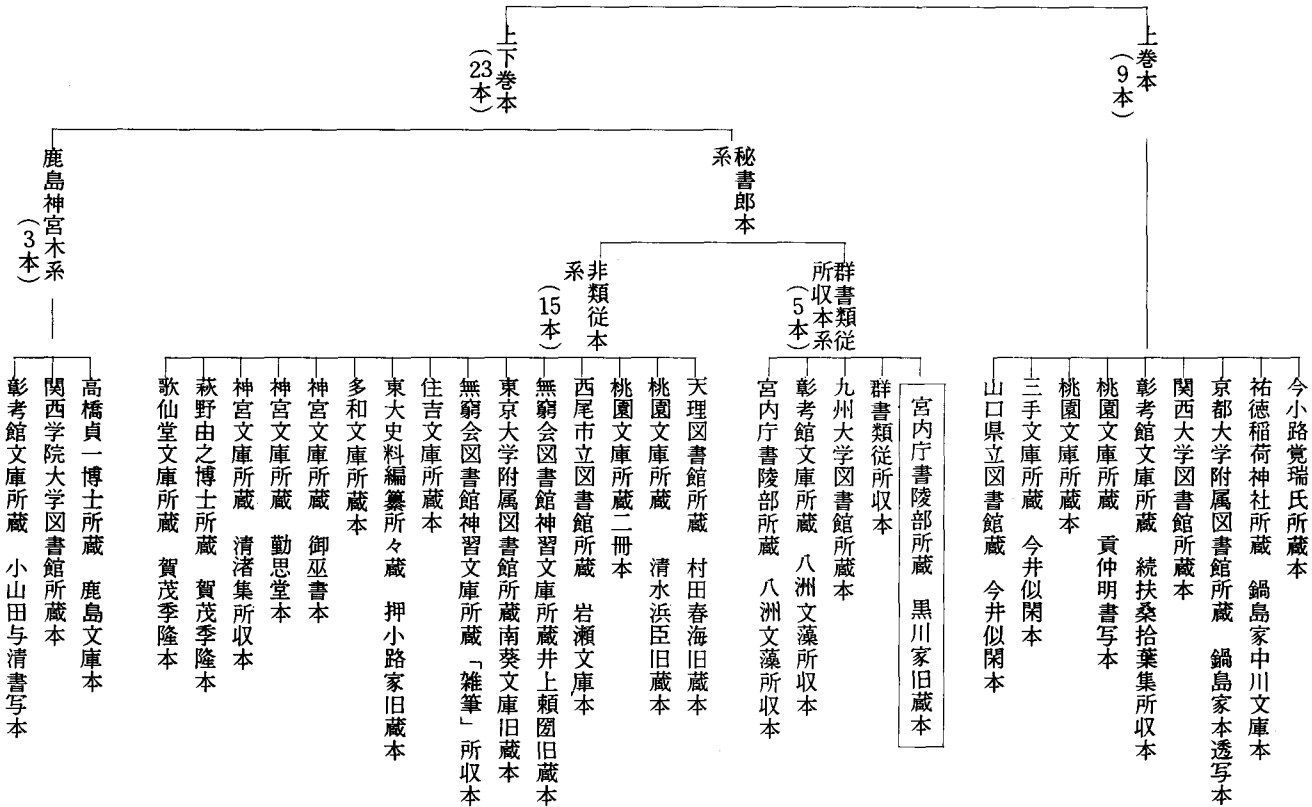 上巻本
(9本)
今小路覚瑞氏所蔵本
祐徳稲荷神社所蔵　鍋島家中川文庫本
京都大学附属図書館所蔵　鍋島家本透写本
関西大学図書館所蔵本
彰考館文庫所蔵　続扶桑拾葉集所収本
桃園文庫所蔵　貢仲明書写本
桃園文庫所蔵本
三手文庫所蔵　今井似閑本
山口県立図書館蔵　今井似閑本
上下巻本
(23本)
秘書郎本
系
群書類従
所収本系
(5本)
宮内庁書陵部所蔵　黒川家旧蔵本
群書類従所収本
九州大学図書館所蔵本
彰考館文庫所蔵　八洲文藻所収本
宮内庁書陵部所蔵　八洲文藻所収本
非類従本
系
(15本)
天理図書館所蔵　村田春海旧蔵本
桃園文庫所蔵　清水浜臣旧蔵本
桃園文庫所蔵二冊本
西尾市立図書館所蔵　岩瀬文庫本
無窮会図書館神習文庫所蔵井上頼囶旧蔵本
東京大学附属図書館所蔵南葵文庫旧蔵本
無窮会図書館神習文庫所蔵「雑筆」所収本
住吉文庫所蔵本
東大史料編纂所々蔵　押小路家旧蔵本
多和文庫所蔵本
神宮文庫所蔵　御巫書本
神宮文庫所蔵　勤思堂本
神宮文庫所蔵　清渚集所収本
萩野由之博士所蔵　賀茂季隆本
歌仙堂文庫所蔵　賀茂季隆本
鹿島神宮木系
(3本)
高橋貞一博士所蔵　鹿島文庫本
関西学院大学図書館所蔵本
彰考館文庫所蔵　小山田与清書写本